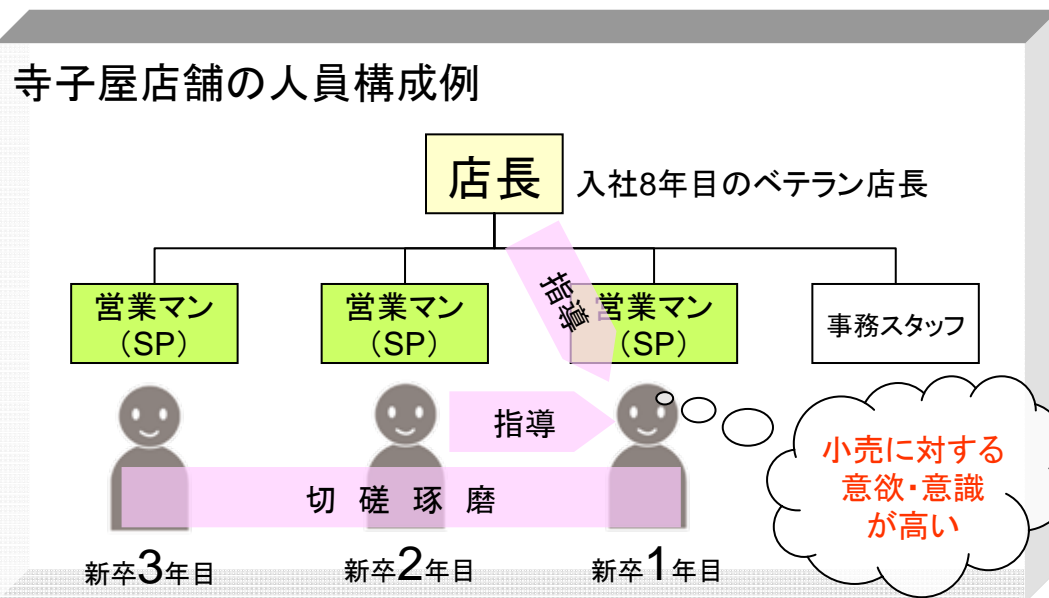 寺子屋店舗の人員構成例
店長
入社8年目のベテラン店長
指導
営業マン
（SP）
営業マン
（SP）
営業マン
（SP）
事務スタッフ
指導
小売に対する
意欲・意識
が高い
切磋琢磨
新卒3年目
新卒2年目
新卒1年目